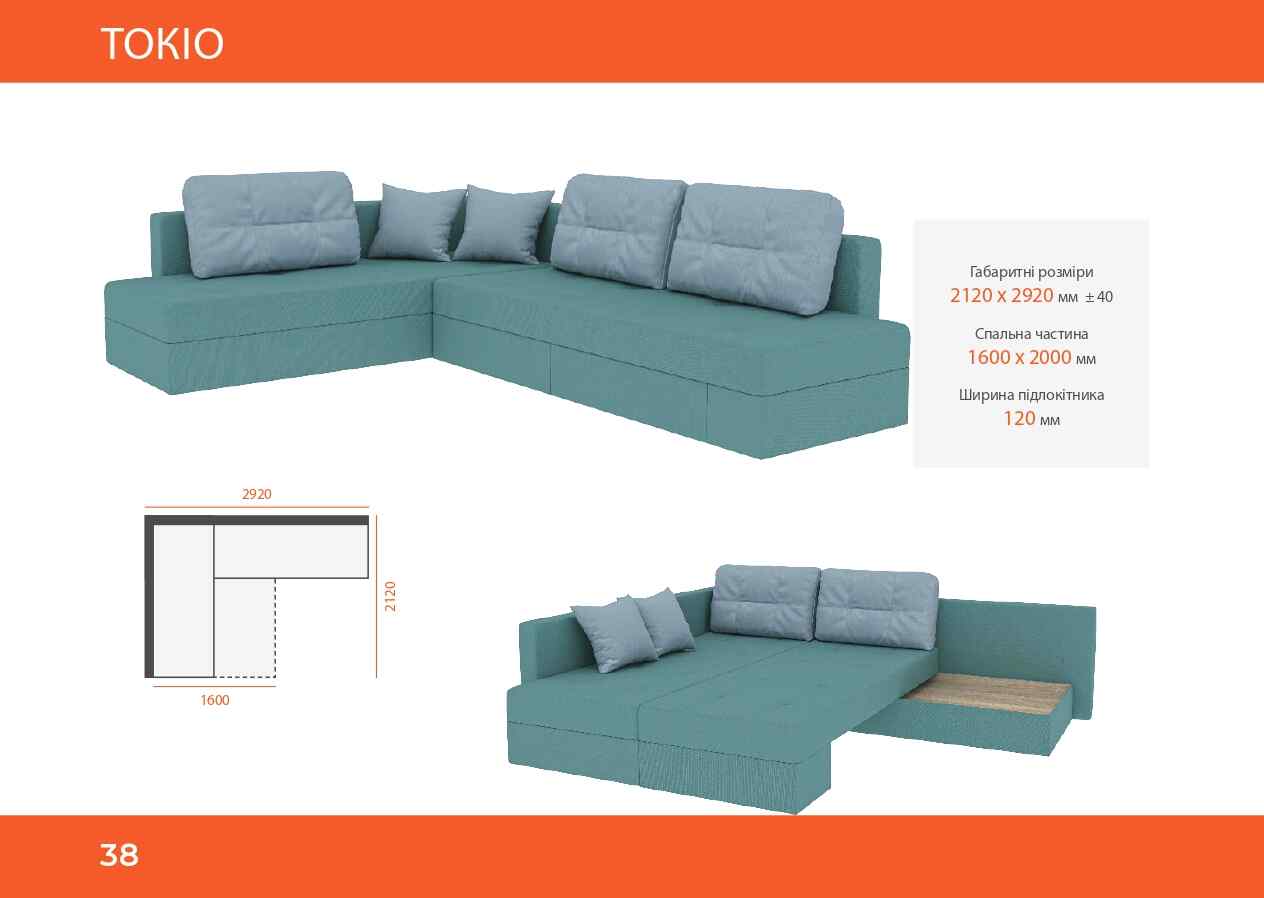 ТОКІО
Габаритні розміри
2120 x 2920 мм ± 40
Спальна частина
1600 x 2000 мм
Ширина підлокітника
120 мм
2920
2120
1600
38